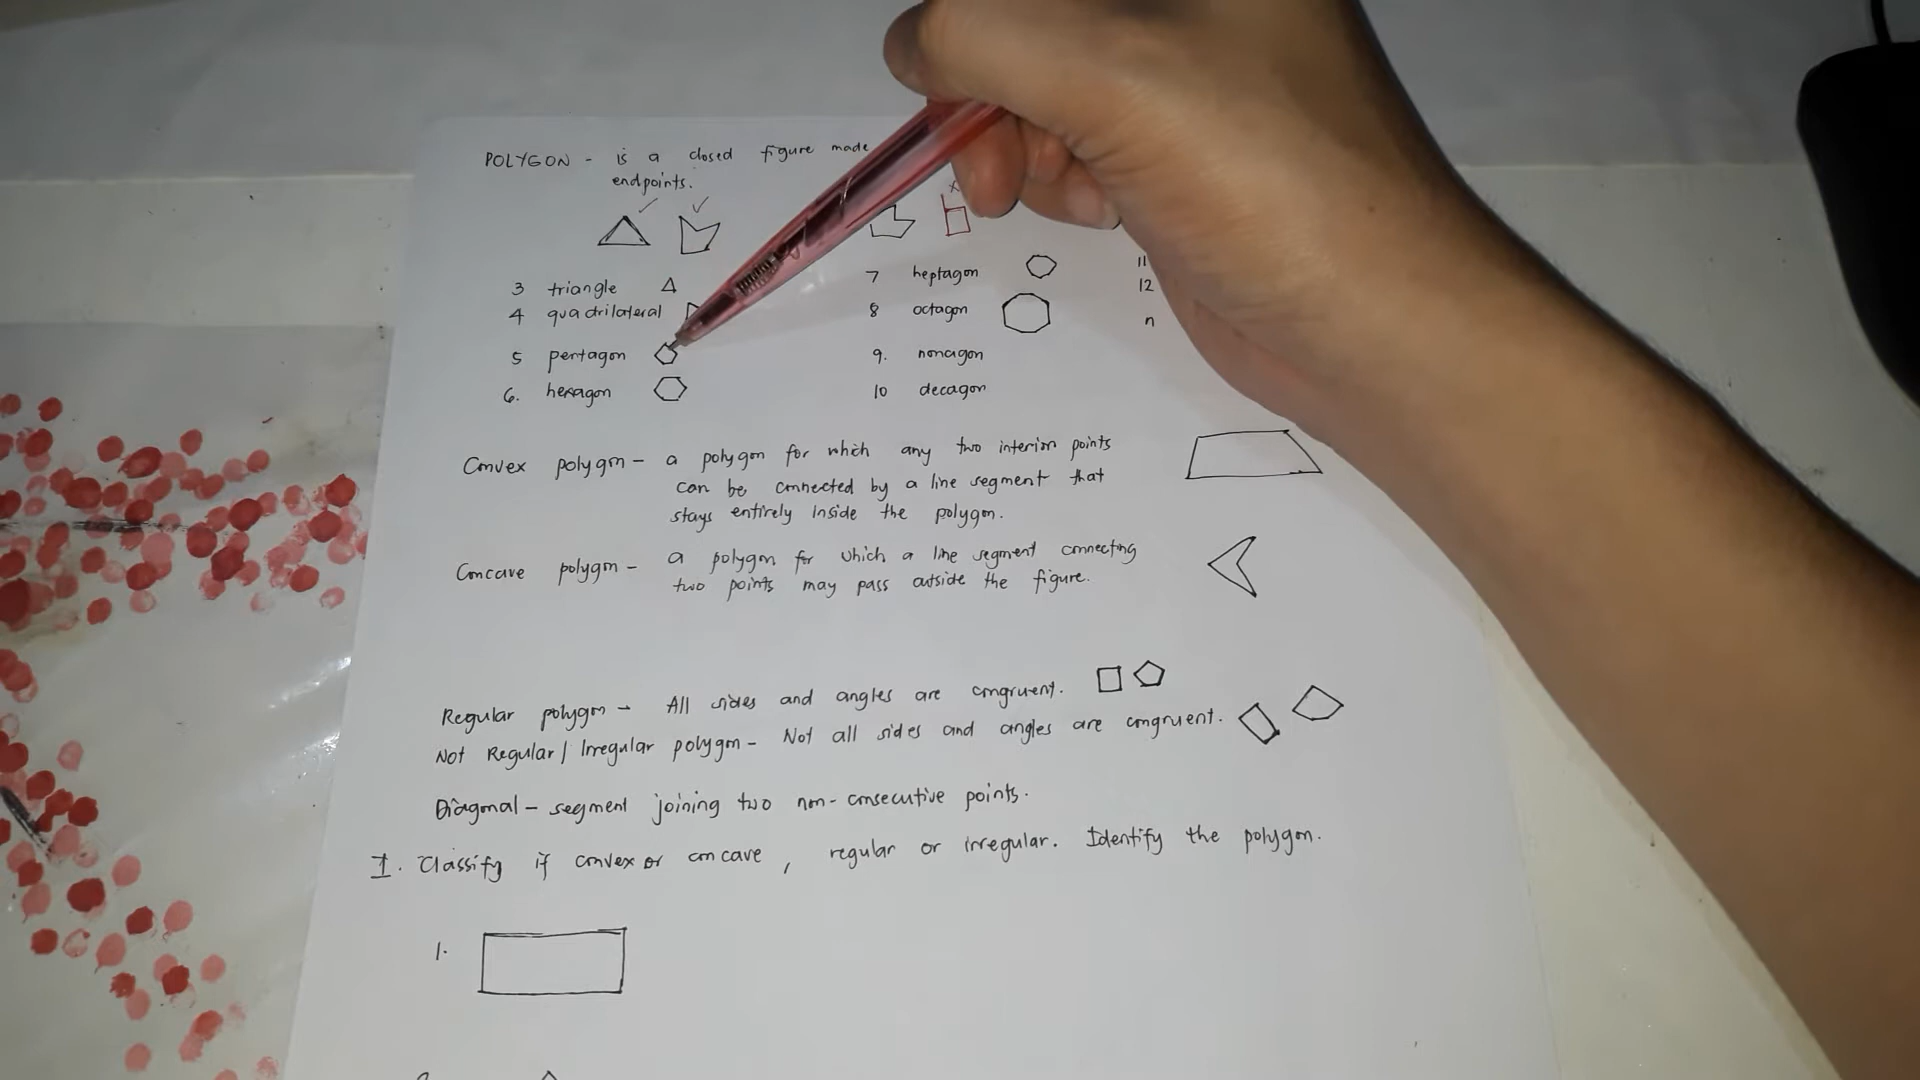 POLYGON - is a closed figure made
endpoints.
3 triangle
4 quadrilateral
5 pentagon
6. hexagon
7 heptagon
8 octagon
9. nonagon
10 decagon
11
12
n
Convex polygon - a polygon for which any two interior points
can be connected by a line segment that
stays entirely inside the polygon.
Concave polygon - a polygon for which a line segment connecting
two points may pass outside the figure.
Regular polygon - All sides and angles are congruent.
Not Regular / Irregular polygon - Not all sides and angles are congruent.
Diagonal - segment joining two non-consecutive points.
I. Classify if convex or concave, regular or irregular. Identify the polygon.
1.